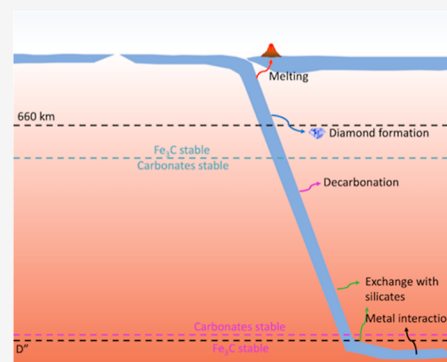 Melting
660 km
Diamond formation
Fe₃C stable
Carbonates stable
Decarbonation
Exchange with
silicates
Metal interactio
Carbonates stable
D"
Fe₃C stable